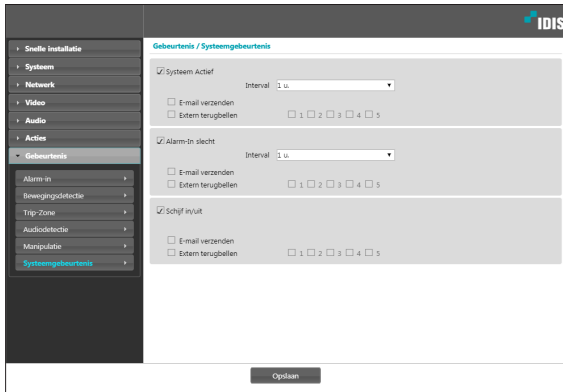 IDIS
Snelle installatie
Systeem
Netwerk
Video
Audio
Acties
Gebeurtenis
Alarm-in
Bewegingsdetectie
Trip-Zone
Audiodetectie
Manipulatie
Systeemgebeurtenis
Gebeurtenis / Systeemgebeurtenis
Systeem Actief
Interval 1 u.
E-mail verzenden
Extern terugbellen 1 2 3 4 5
Alarm-In slecht
Interval 1 u.
E-mail verzenden
Extern terugbellen 1 2 3 4 5
Schijf in/uit
E-mail verzenden
Extern terugbellen 1 2 3 4 5
Opslaan